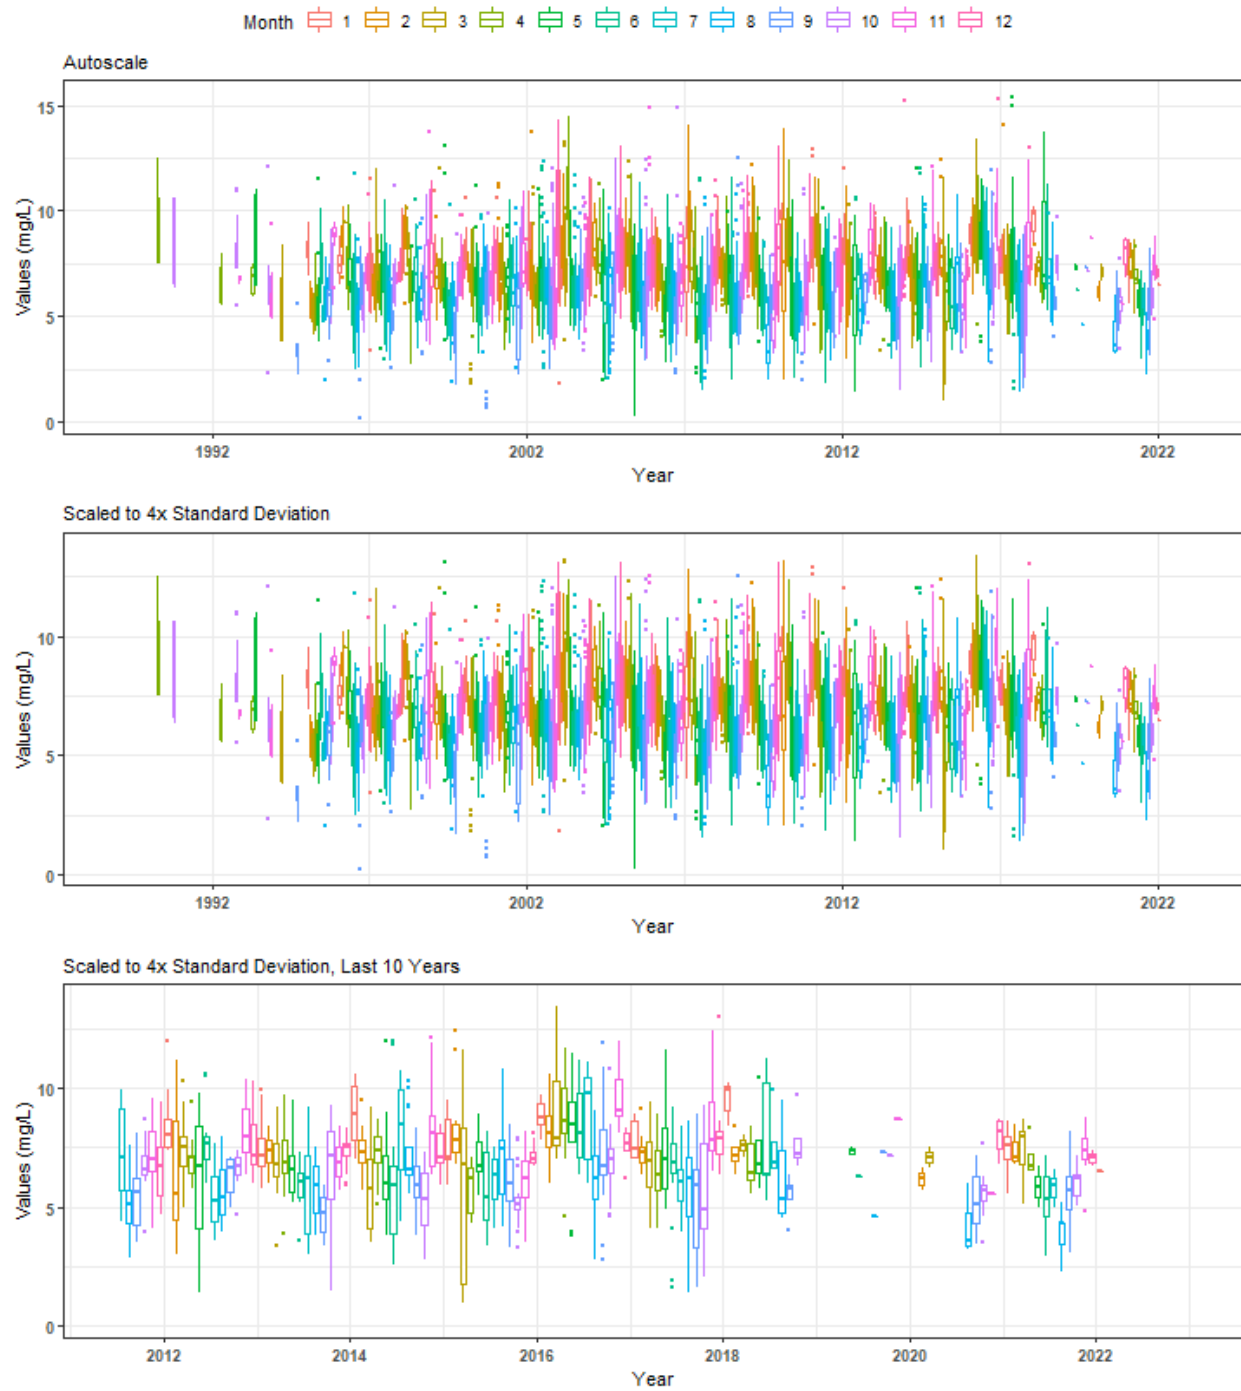 Month 1 2 3 4 5 6 7 8 9 10 11 12
Autoscale
15
10
5
0
Values (mg/L)
1992 2002 2012 2022
Year
Scaled to 4x Standard Deviation
10
5
0
Values (mg/L)
1992 2002 2012 2022
Year
Scaled to 4x Standard Deviation, Last 10 Years
10
5
0
Values (mg/L)
2012 2014 2016 2018 2020 2022
Year